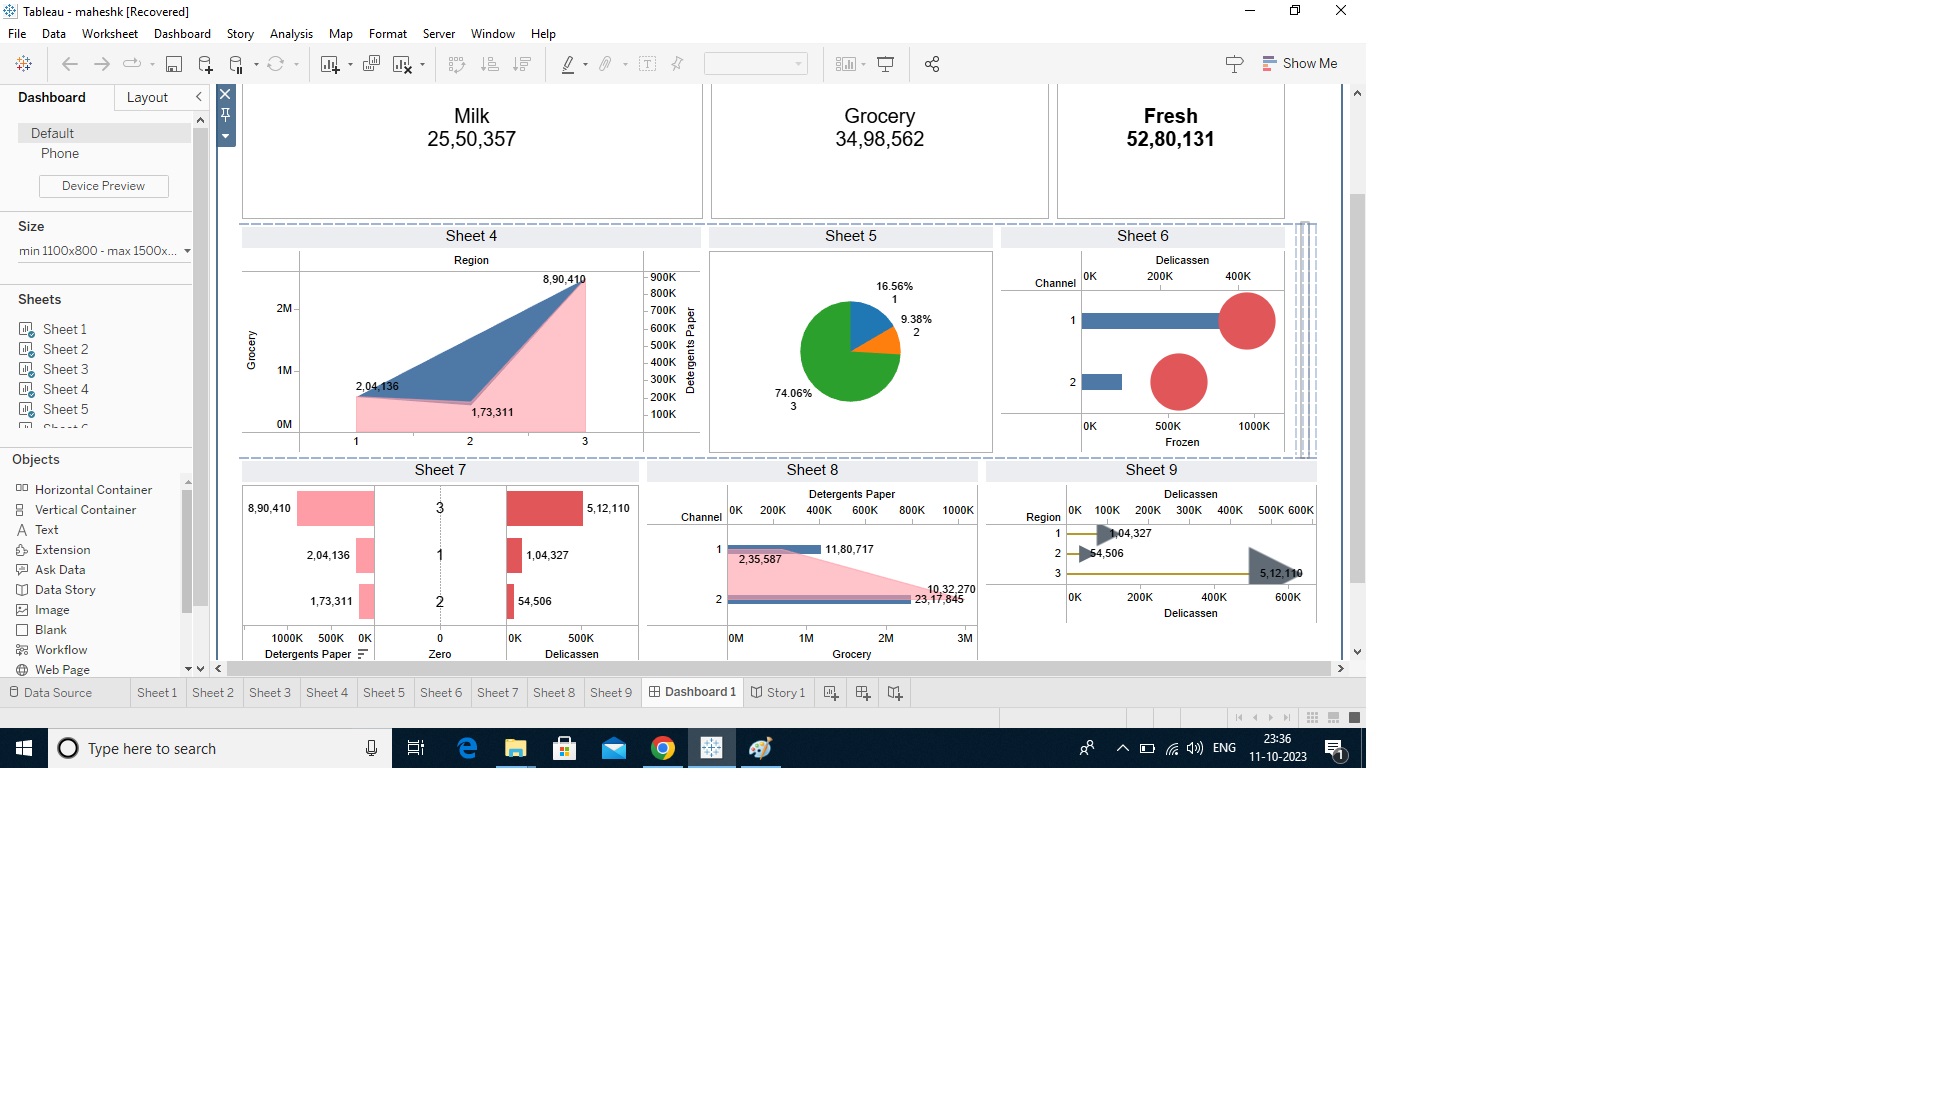 Tableau - maheshk [Recovered]
File Data Worksheet Dashboard Story Analysis Map Format Server Window Help
Show Me
Dashboard Layout
Default
Phone
Device Preview
Size
min 1100x800 - max 1500x...
Sheets
Sheet 1
Sheet 2
Sheet 3
Sheet 4
Sheet 5
Objects
Horizontal Container
Vertical Container
Text
Extension
Ask Data
Data Story
Image
Blank
Workflow
Web Page
Milk
25,50,357
Grocery
34,98,562
Fresh
52,80,131
Sheet 4
Region
Grocery
2M
1M
0M
8,90,410
2,04,136
1,73,311
1 2 3
900K
800K
700K
600K
500K
400K
300K
200K
100K
Detergents Paper
Sheet 5
16.56%
1
9.38%
2
74.06%
3
Sheet 6
Delicassen
Channel 0K 200K 400K
1
2
0K 500K 1000K
Frozen
Sheet 7
8,90,410 3 5,12,110
2,04,136 1 1,04,327
1,73,311 2 54,506
1000K 500K 0K 0 0K 500K
Detergents Paper Zero Delicassen
Sheet 8
Detergents Paper
Channel 0K 200K 400K 600K 800K 1000K
1 11,80,717
2,35,587
10,32,270
2 23,17,845
0M 1M 2M 3M
Grocery
Sheet 9
Delicassen
Region 0K 100K 200K 300K 400K 500K 600K
1 1,04,327
2 54,506
3 5,12,110
0K 200K 400K 600K
Delicassen
Data Source Sheet 1 Sheet 2 Sheet 3 Sheet 4 Sheet 5 Sheet 6 Sheet 7 Sheet 8 Sheet 9 Dashboard 1 Story 1
Type here to search
ENG
23:36
11-10-2023
1